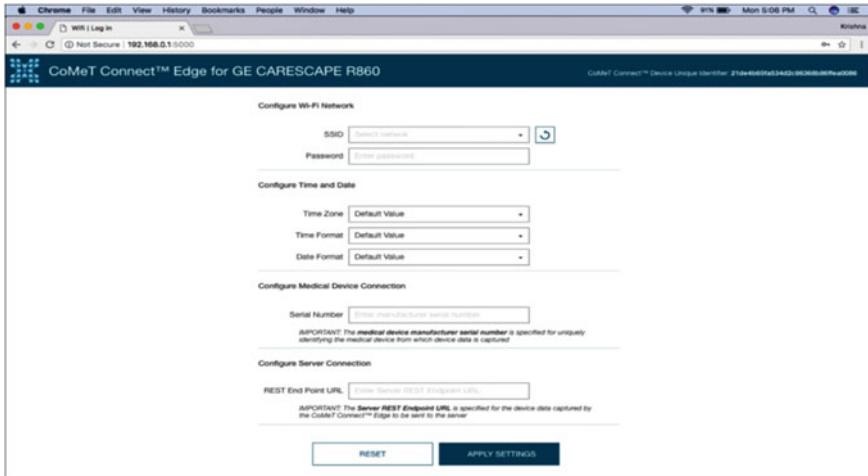 Chrome File Edit View History Bookmarks People Window Help 91% Mon 5:08 PM
Wifi | Log in Krishna
Not Secure | 192.168.0.1:5000
CoMeT Connect™ Edge for GE CARESCAPE R860
CoMeT Connect™ Device Unique Identifier:
Configure Wi-Fi Network
SSID Select network
Password Enter password
Configure Time and Date
Time Zone Default Value
Time Format Default Value
Date Format Default Value
Configure Medical Device Connection
Serial Number Enter manufacturer serial number
IMPORTANT: The medical device manufacturer serial number is specified for uniquely
identifying the medical device from which device data is captured
Configure Server Connection
REST End Point URL Enter Server REST Endpoint URL
IMPORTANT: The Server REST Endpoint URL is specified for the device data captured by
the CoMeT Connect™ Edge to be sent to the server
RESET APPLY SETTINGS